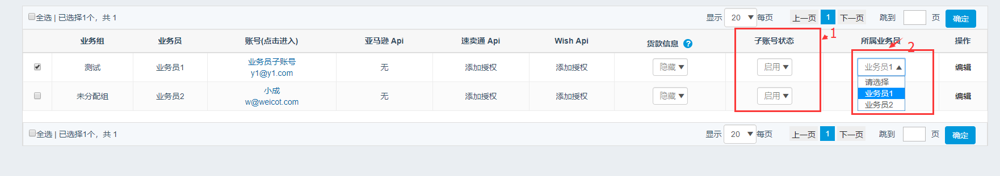 全选 | 已选择1个，共 1 显示 20 每页 上一页 1 下一页 跳到 页 确定
业务组 业务员 账号(点击进入) 亚马逊 Api 速卖通 Api Wish Api 货款信息 ? 子账号状态 1 所属业务员 2 操作
测试 业务员1 业务员子账号 无 添加授权 添加授权 隐藏 启用 业务员1 编辑
y1@y1.com
请选择
业务员1
业务员2
未分配组 业务员2 小成 无 添加授权 添加授权 隐藏 启用 编辑
w@weicot.com
全选 | 已选择1个，共 1 显示 20 每页 上一页 1 下一页 跳到 页 确定